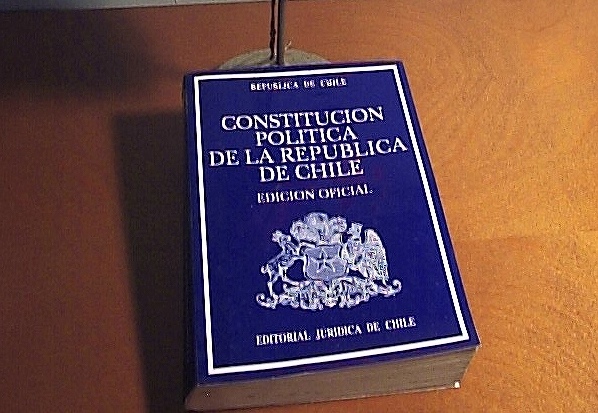 REPUBLICA DE CHILE
CONSTITUCION
POLITICA
DE LA REPUBLICA
DE CHILE
EDICION OFICIAL
EDITORIAL JURIDICA DE CHILE